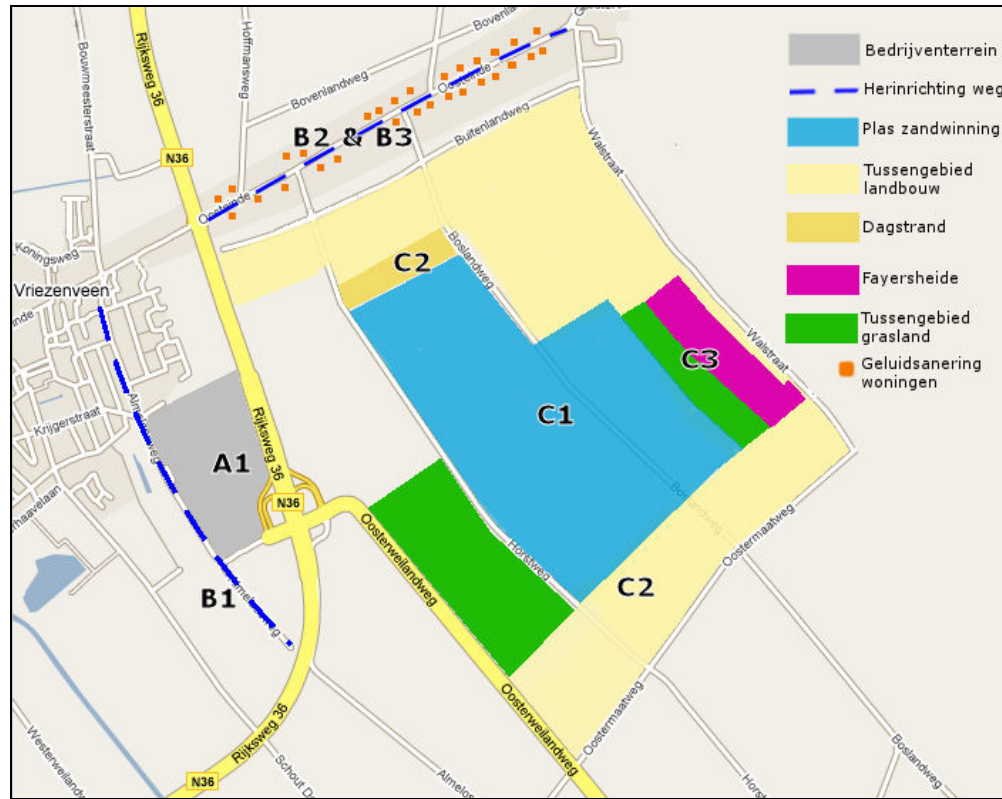 Bouwmeesterstraat
Rijksweg 36
Hoffmansweg
Bovenlandweg
Bovenlandweg
Oosteinde
Buitenlandweg
B2 & B3
N36
Oosteinde
Walstraat
Koningsweg
Vriezenveen
C2
Boslandweg
Walstraat
C3
C1
Krijgerstraat
Almeloseweg
Rijksweg 36
A1
N36
Oosterweilandweg
Boslandweg
Oostermaatweg
Horstweg
C2
B1
Oosterweilandweg
Oostermaatweg
Rijksweg 36
N36
Boslandweg
Bedrijventerrein
Herinrichting weg
Plas zandwinning
Tussengebied
landbouw
Dagstrand
Fayersheide
Tussengebied
grasland
Geluidsanering
woningen